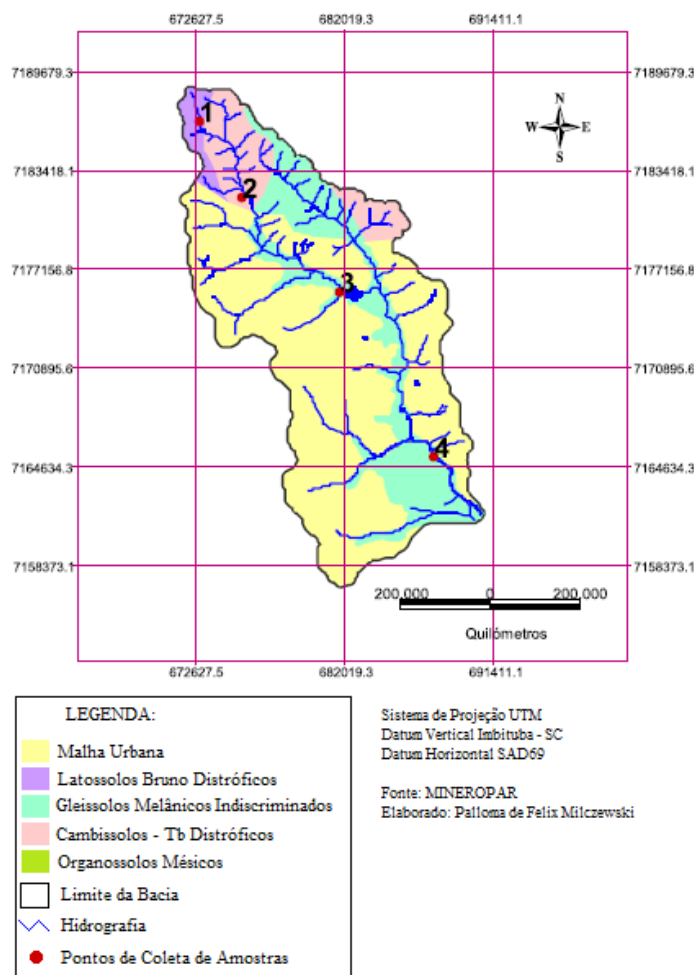 672627.5 682019.3 691411.1
7189679.3 7189679.3
N
W E
S
1
7183418.1 7183418.1
2
7177156.8 7177156.8
3
7170895.6 7170895.6
4
7164634.3 7164634.3
7158373.1 7158373.1
200,000 0 200,000
Quilómetros
672627.5 682019.3 691411.1
LEGENDA:
Malha Urbana
Latossolos Bruno Distróficos
Gleissolos Melânicos Indiscriminados
Cambissolos - Tb Distróficos
Organossolos Mésicos
Limite da Bacia
Hidrografia
Pontos de Coleta de Amostras
Sistema de Projeção UTM
Datum Vertical Imbituba - SC
Datum Horizontal SAD69
Fonte: MINEROPAR
Elaborado: Palloma de Felix Milczewski